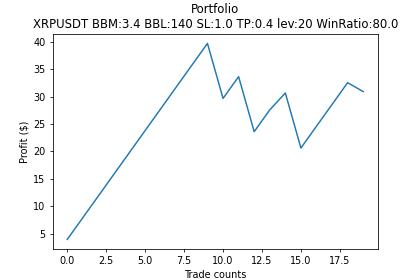 Portfolio
XRPUSDT BBM:3.4 BBL:140 SL:1.0 TP:0.4 lev:20 WinRatio:80.0
40
35
30
25
20
15
10
5
Profit ($)
0.0 2.5 5.0 7.5 10.0 12.5 15.0 17.5
Trade counts